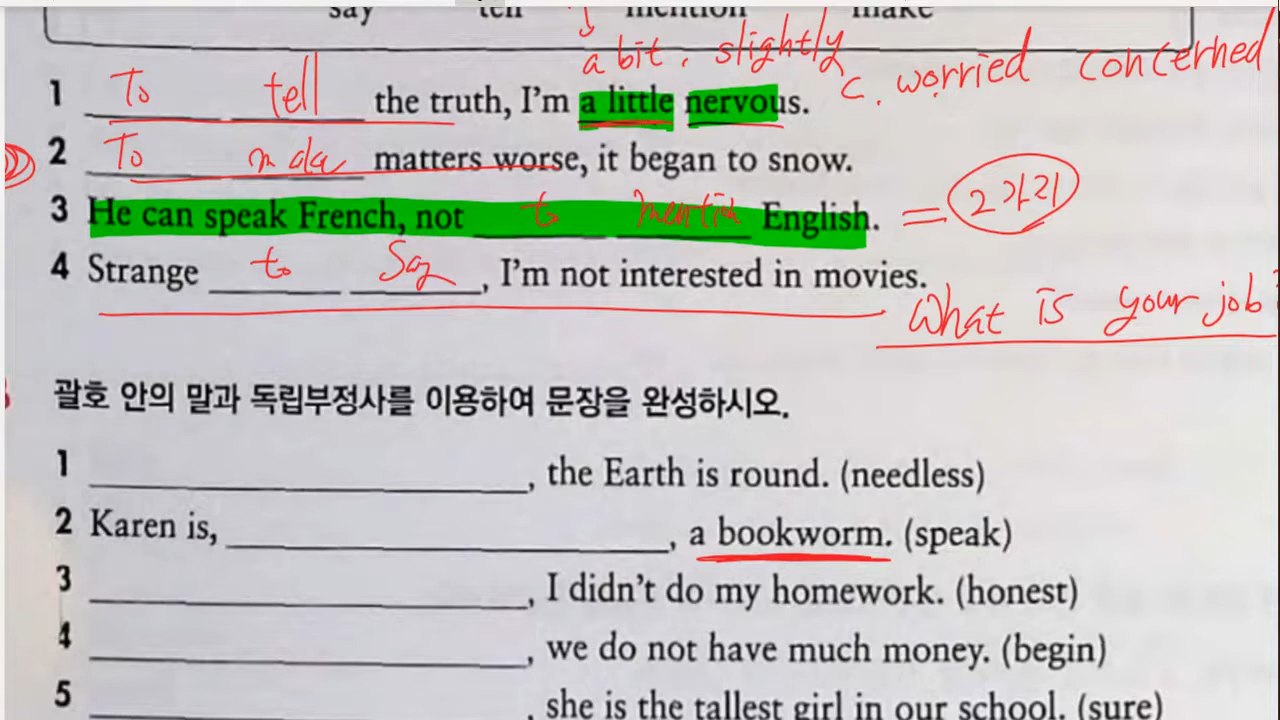 say tell mention make
a bit, slightly
c. worried concerned
1 To tell the truth, I'm a little nervous.
2 To make matters worse, it began to snow.
3 He can speak French, not to mention English. = 2가지
4 Strange to say, I'm not interested in movies.
What is your job?
괄호 안의 말과 독립부정사를 이용하여 문장을 완성하시오.
1 , the Earth is round. (needless)
2 Karen is, , a bookworm. (speak)
3 , I didn't do my homework. (honest)
4 , we do not have much money. (begin)
5 , she is the tallest girl in our school. (sure)